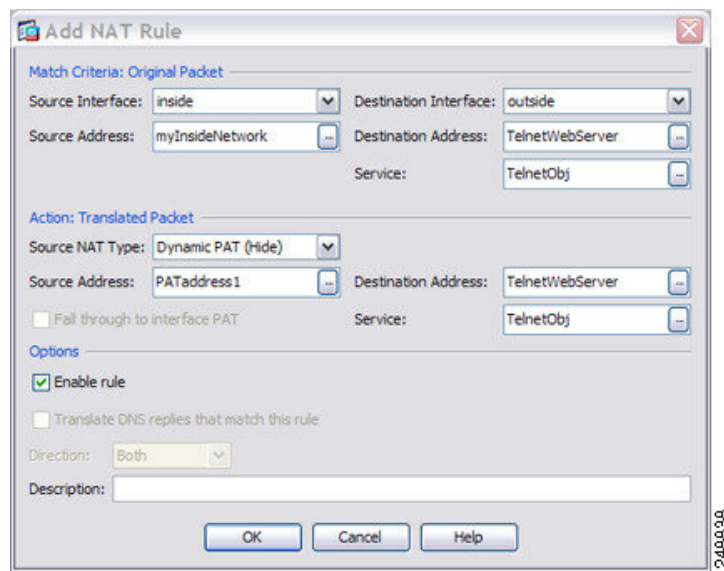 Add NAT Rule
Match Criteria: Original Packet
Source Interface: inside Destination Interface: outside
Source Address: myInsideNetwork ... Destination Address: TelnetWebServer ...
Service: TelnetObj ...
Action: Translated Packet
Source NAT Type: Dynamic PAT (Hide)
Source Address: PATaddress1 ... Destination Address: TelnetWebServer ...
Fall through to interface PAT Service: TelnetObj ...
Options
Enable rule
Translate DNS replies that match this rule
Direction: Both
Description:
OK Cancel Help